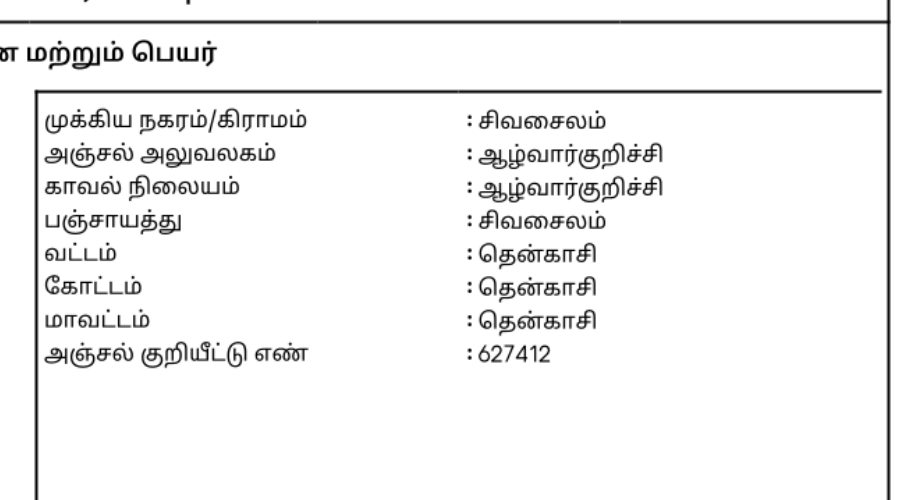 மற்றும் பெயர்
முக்கிய நகரம்/கிராமம் : சிவசைலம்
அஞ்சல் அலுவலகம் : ஆழ்வார்குறிச்சி
காவல் நிலையம் : ஆழ்வார்குறிச்சி
பஞ்சாயத்து : சிவசைலம்
வட்டம் : தென்காசி
கோட்டம் : தென்காசி
மாவட்டம் : தென்காசி
அஞ்சல் குறியீட்டு எண் : 627412